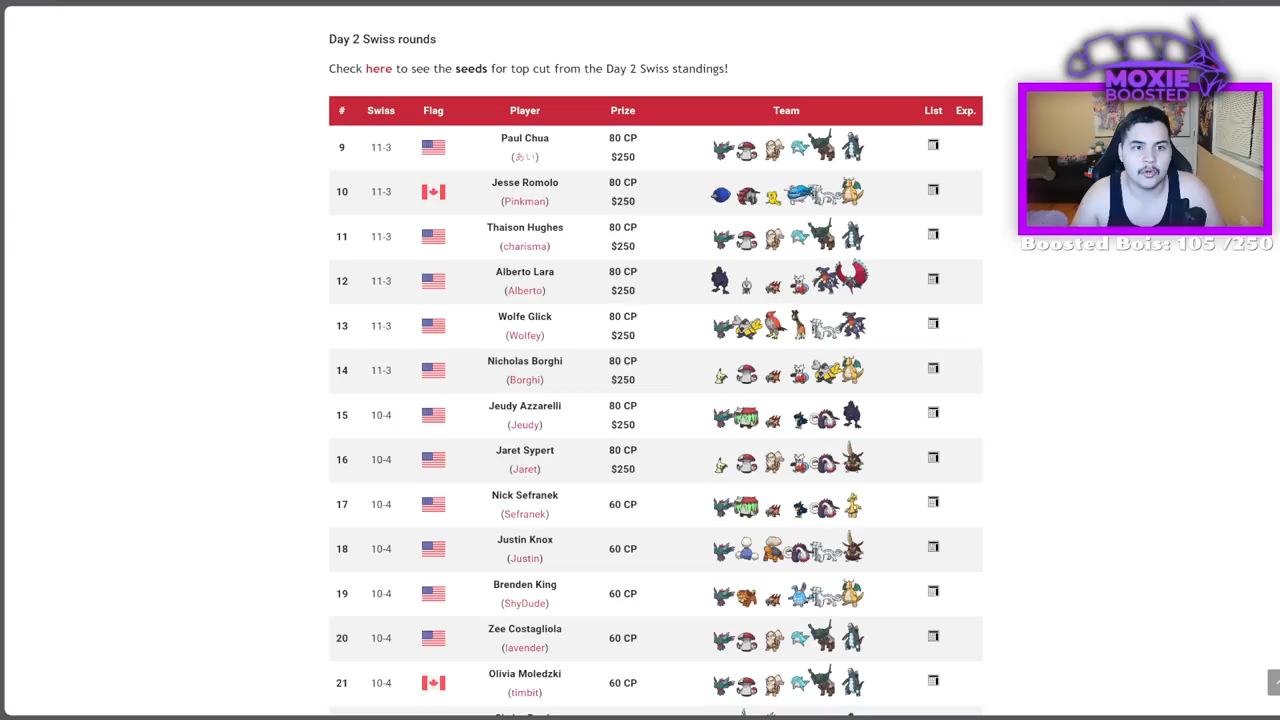 Day 2 Swiss rounds
Check here to see the seeds for top cut from the Day 2 Swiss standings!
# Swiss Flag Player Prize Team List Exp.
9 11-3 Paul Chua (あい) 80 CP $250
10 11-3 Jesse Romolo (Pinkman) 80 CP $250
11 11-3 Thaison Hughes (charisma) 80 CP $250
12 11-3 Alberto Lara (Alberto) 80 CP $250
13 11-3 Wolfe Glick (Wolfey) 80 CP $250
14 11-3 Nicholas Borghi (Borghi) 80 CP $250
15 10-4 Jeudy Azzarelli (Jeudy) 80 CP $250
16 10-4 Jaret Sypert (Jaret) 80 CP $250
17 10-4 Nick Sefranek (Sefranek) 60 CP
18 10-4 Justin Knox (Justin) 60 CP
19 10-4 Brenden King (ShyDude) 60 CP
20 10-4 Zee Costagliola (lavender) 60 CP
21 10-4 Olivia Moledzki (timbit) 60 CP
MOXIE
BOOSTED
Boosted Bois: 105 /250